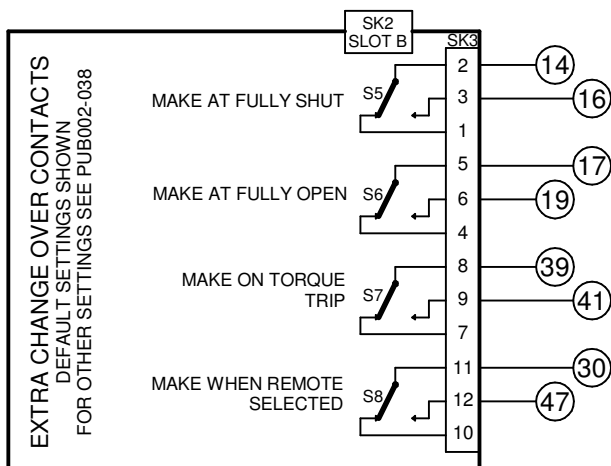 SK2
SLOT B
SK3
EXTRA CHANGE OVER CONTACTS
DEFAULT SETTINGS SHOWN
FOR OTHER SETTINGS SEE PUB002-038
MAKE AT FULLY SHUT
S5
2
14
3
16
1
MAKE AT FULLY OPEN
S6
5
17
6
19
4
MAKE ON TORQUE
TRIP
S7
8
39
9
41
7
MAKE WHEN REMOTE
SELECTED
S8
11
30
12
47
10